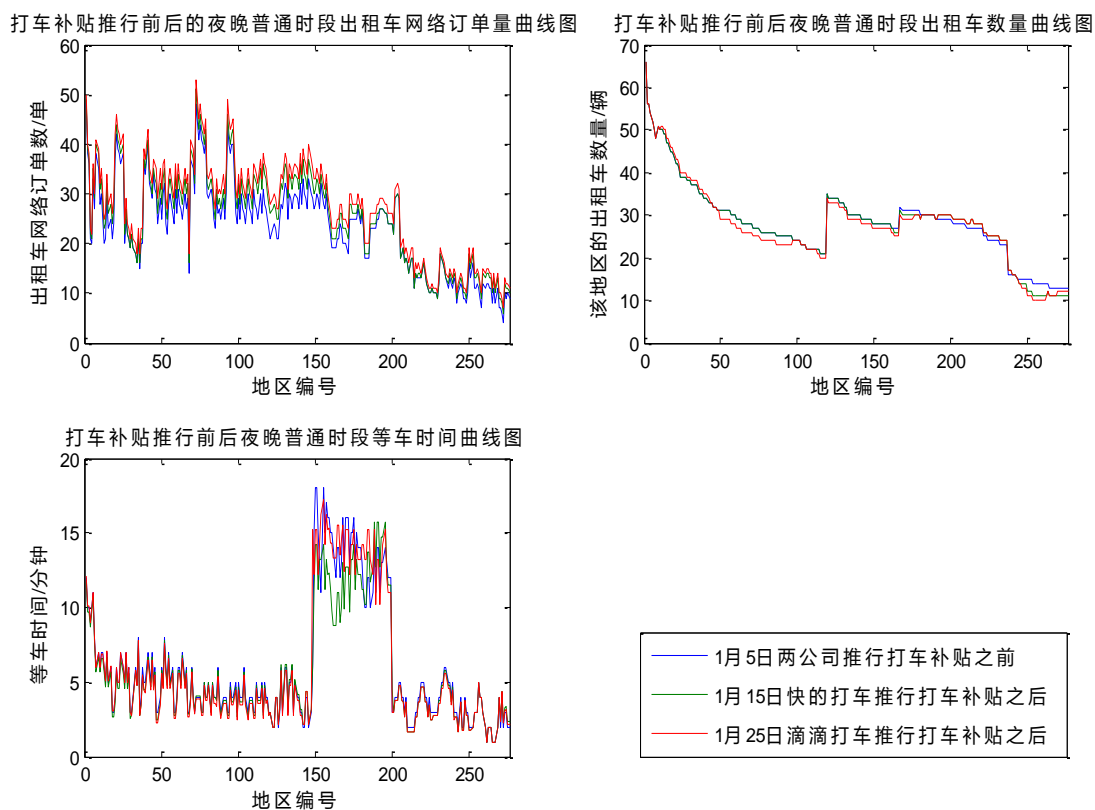 打车补贴推行前后的夜晚普通时段出租车网络订单量曲线图
出租车网络订单数/单
60
50
40
30
20
10
0
0 50 100 150 200 250
地区编号
打车补贴推行前后夜晚普通时段出租车数量曲线图
该地区的出租车数量/辆
70
60
50
40
30
20
10
0
0 50 100 150 200 250
地区编号
打车补贴推行前后夜晚普通时段等车时间曲线图
等车时间/分钟
20
15
10
5
0
0 50 100 150 200 250
地区编号
1月5日两公司推行打车补贴之前
1月15日快的打车推行打车补贴之后
1月25日滴滴打车推行打车补贴之后